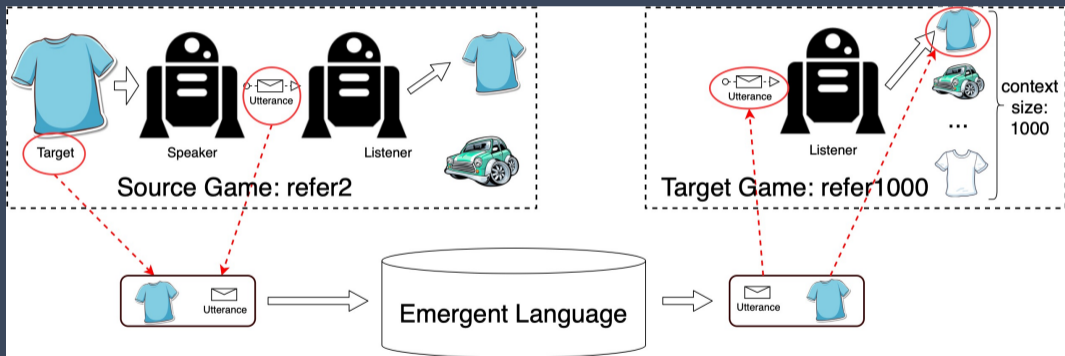 Utterance
Target
Speaker
Listener
Source Game: refer2
Utterance
Listener
...
context
size:
1000
Target Game: refer1000
Utterance
Emergent Language
Utterance